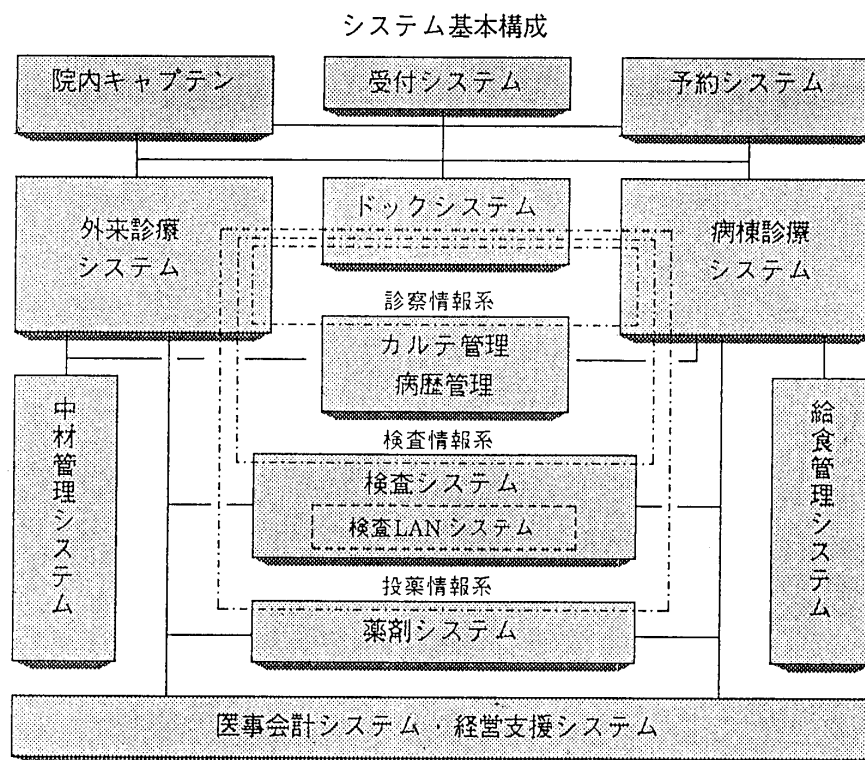 システム基本構成
院内キャプテン
受付システム
予約システム
外来診療
システム
ドックシステム
病棟診療
システム
診察情報系
カルテ管理
病歴管理
中材管理システム
検査情報系
給食管理システム
検査システム
検査LANシステム
投薬情報系
薬剤システム
医事会計システム・経営支援システム